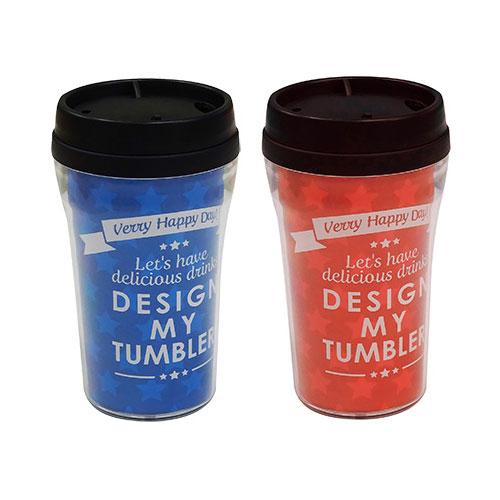 Verry Happy Day!
Let's have
delicious drink
DESIGN
MY
TUMBLER
Verry Happy Day!
Let's have
delicious drink
DESIGN
MY
TUMBLER